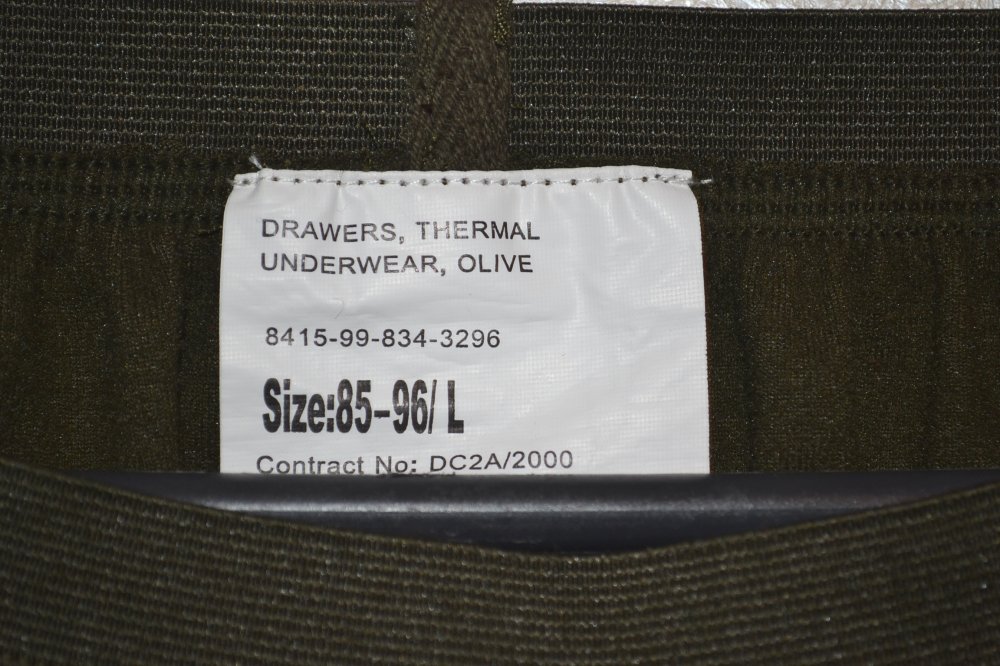 DRAWERS, THERMAL
UNDERWEAR, OLIVE
8415-99-834-3296
Size:85-96/ L
Contract No: DC2A/2000